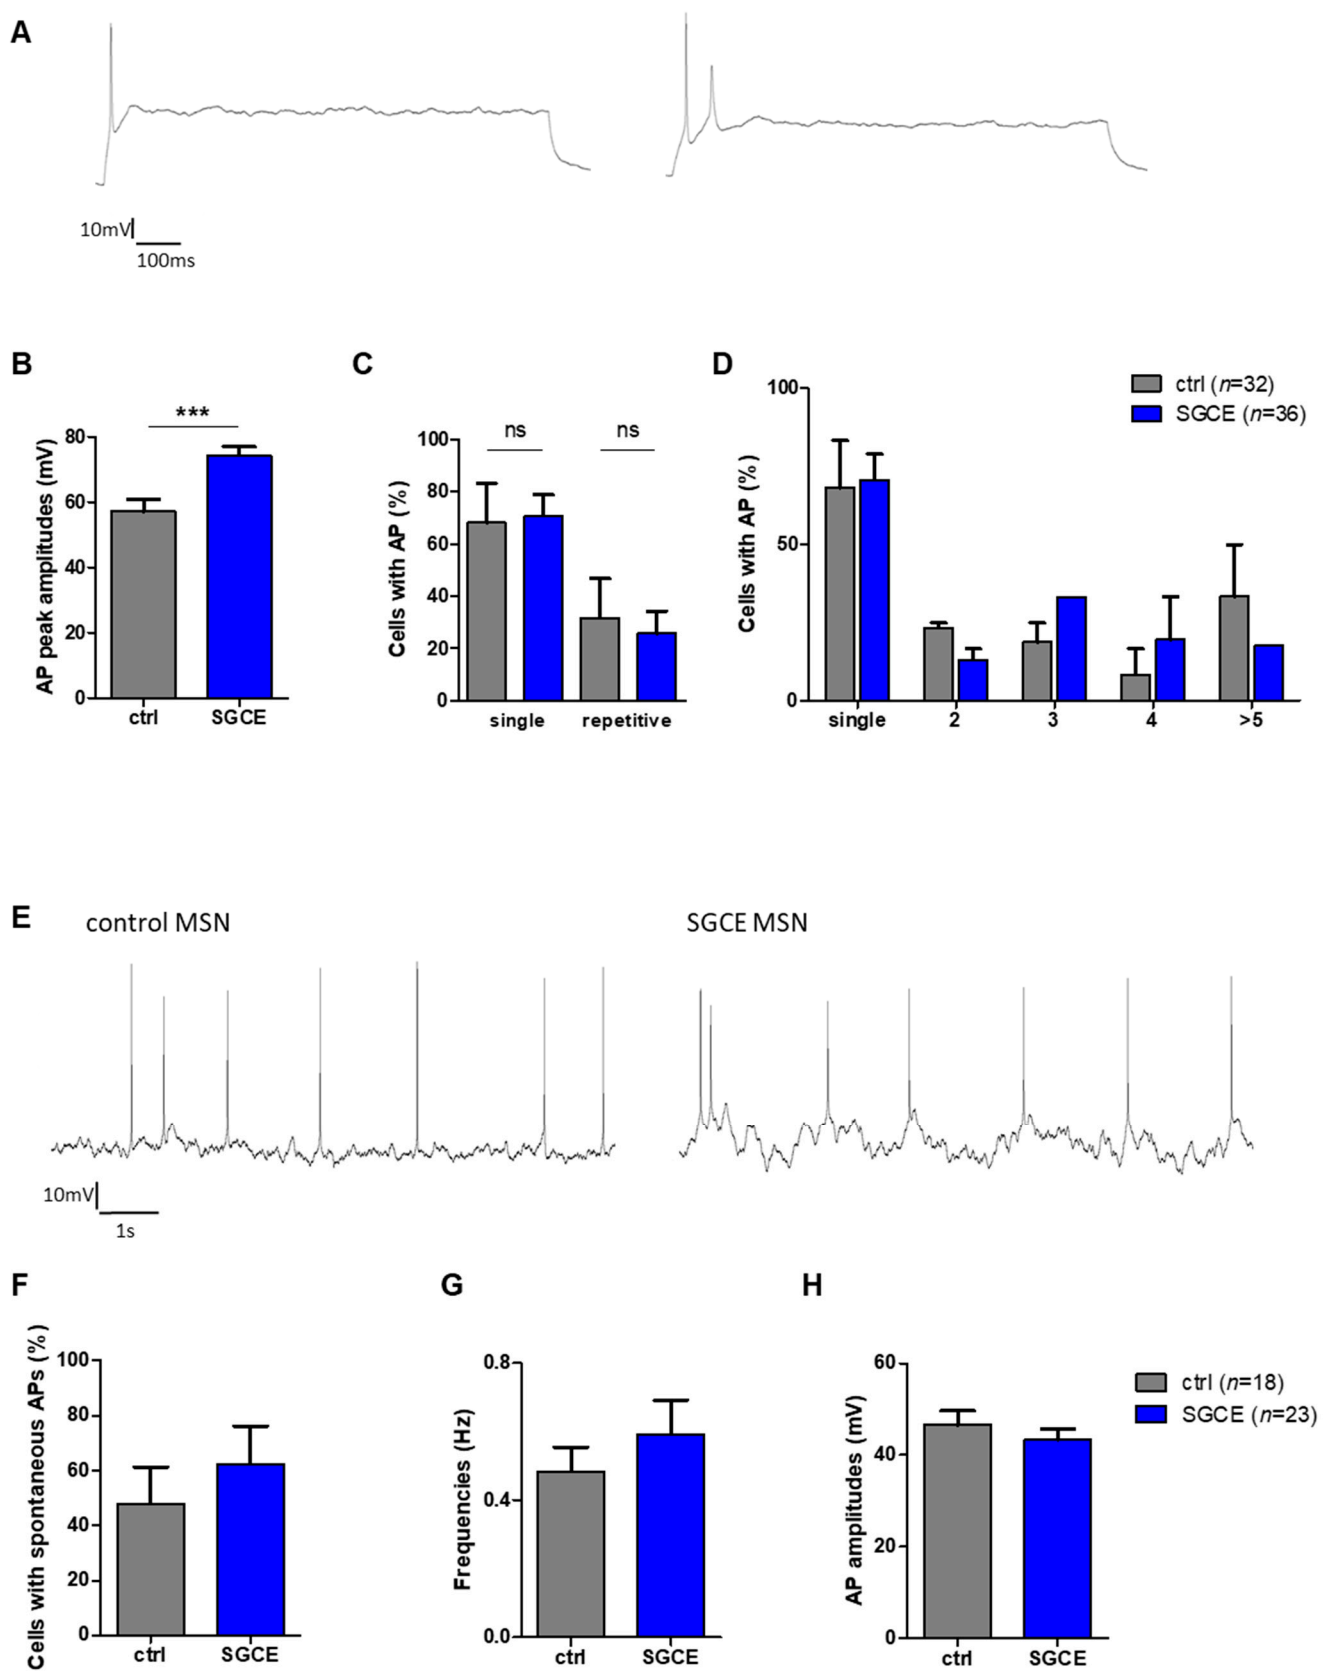 A
10mV
100ms
B
AP peak amplitudes (mV)
80
60
40
20
0
***
ctrl
SGCE
C
Cells with AP (%)
100
80
60
40
20
0
ns
ns
single
repetitive
D
Cells with AP (%)
100
50
0
single
2
3
4
>5
ctrl (n=32)
SGCE (n=36)
E
control MSN
SGCE MSN
10mV
1s
F
Cells with spontaneous APs (%)
100
80
60
40
20
0
ctrl
SGCE
G
Frequencies (Hz)
0.8
0.4
0.0
ctrl
SGCE
H
AP amplitudes (mV)
60
40
20
0
ctrl
SGCE
ctrl (n=18)
SGCE (n=23)